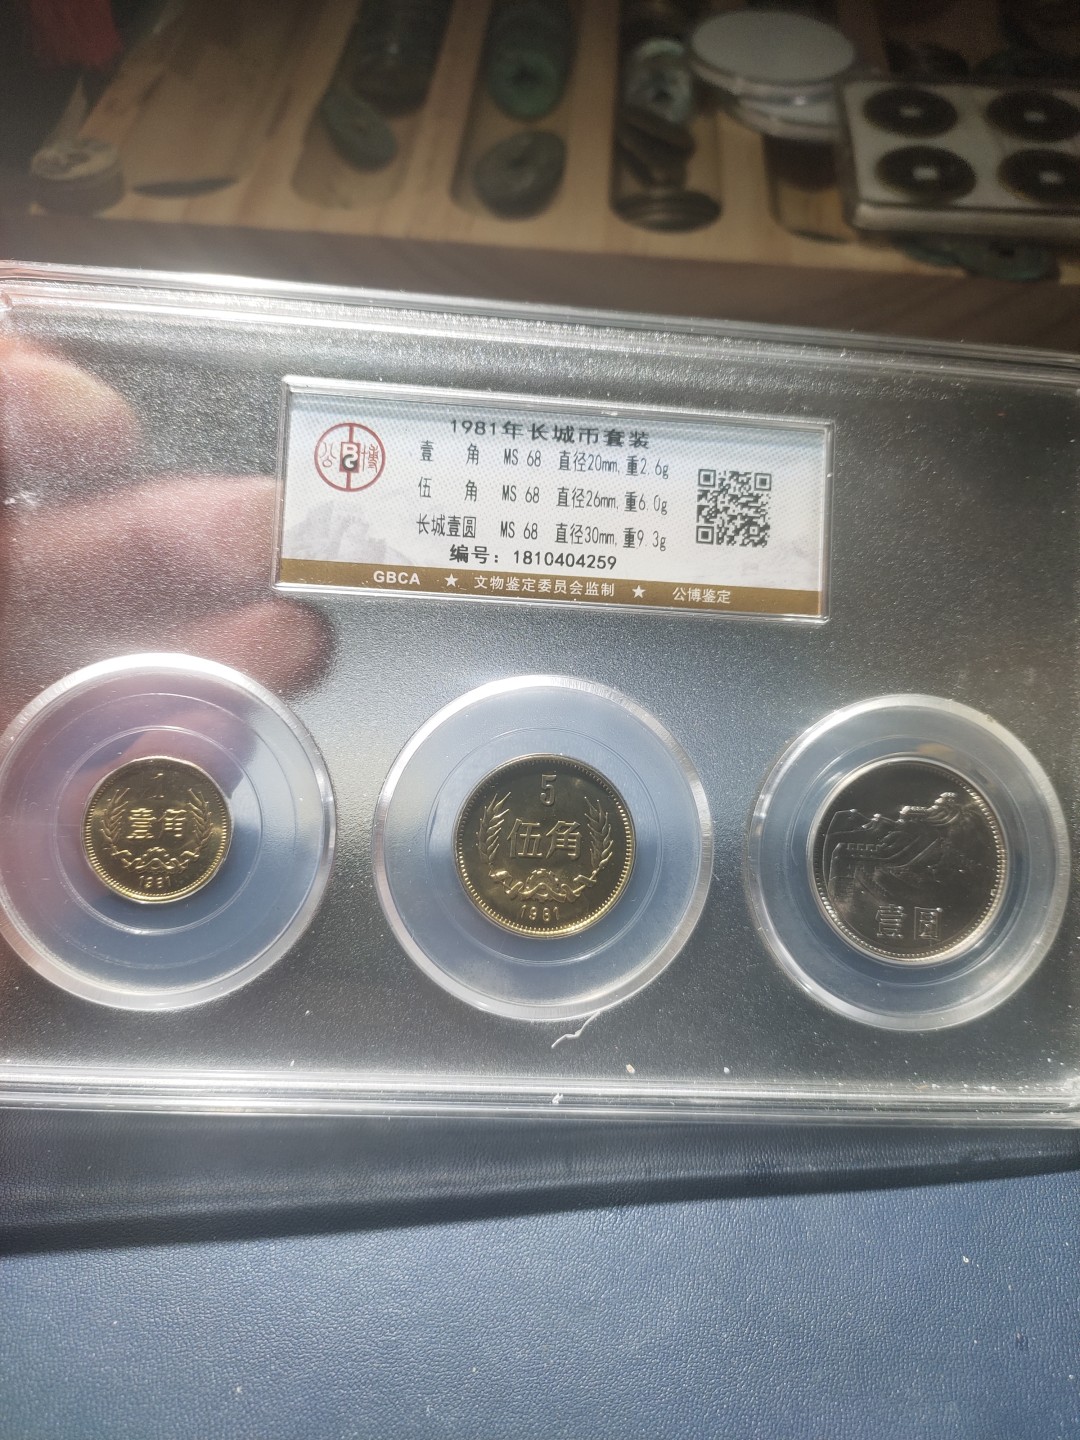 1981年长城币套装
壹 角 MS 68 直径20mm,重2.6g
伍 角 MS 68 直径26mm,重6.0g
长城壹圆 MS 68 直径30mm,重9.3g
编号：1810404259
公 BG 博
GBCA ★ 文物鉴定委员会监制 ★ 公博鉴定
1
壹角
1981
5
伍角
1981
壹圆